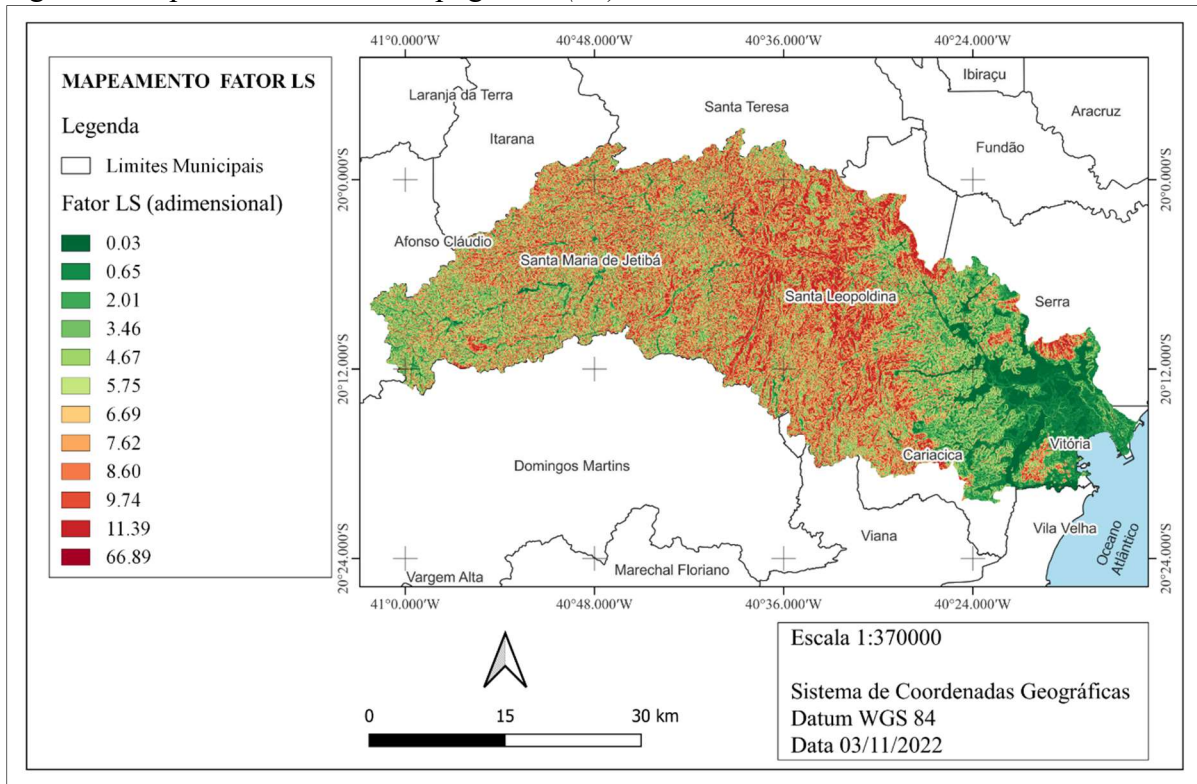 MAPEAMENTO FATOR LS
Legenda
Limites Municipais
Fator LS (adimensional)
0.03
0.65
2.01
3.46
4.67
5.75
6.69
7.62
8.60
9.74
11.39
66.89
41°0.000'W
40°48.000'W
40°36.000'W
40°24.000'W
20°0.000'S
20°12.000'S
20°24.000'S
20°0.000'S
20°12.000'S
20°24.000'S
Laranja da Terra
Itarana
Santa Teresa
Ibiraçu
Aracruz
Fundão
Afonso Cláudio
Santa Maria de Jetibá
Santa Leopoldina
Serra
Cariacica
Vitória
Domingos Martins
Viana
Vila Velha
Oceano
Atlântico
Vargem Alta
Marechal Floriano
41°0.000'W
40°48.000'W
40°36.000'W
40°24.000'W
0
15
30 km
Escala 1:370000
Sistema de Coordenadas Geográficas
Datum WGS 84
Data 03/11/2022